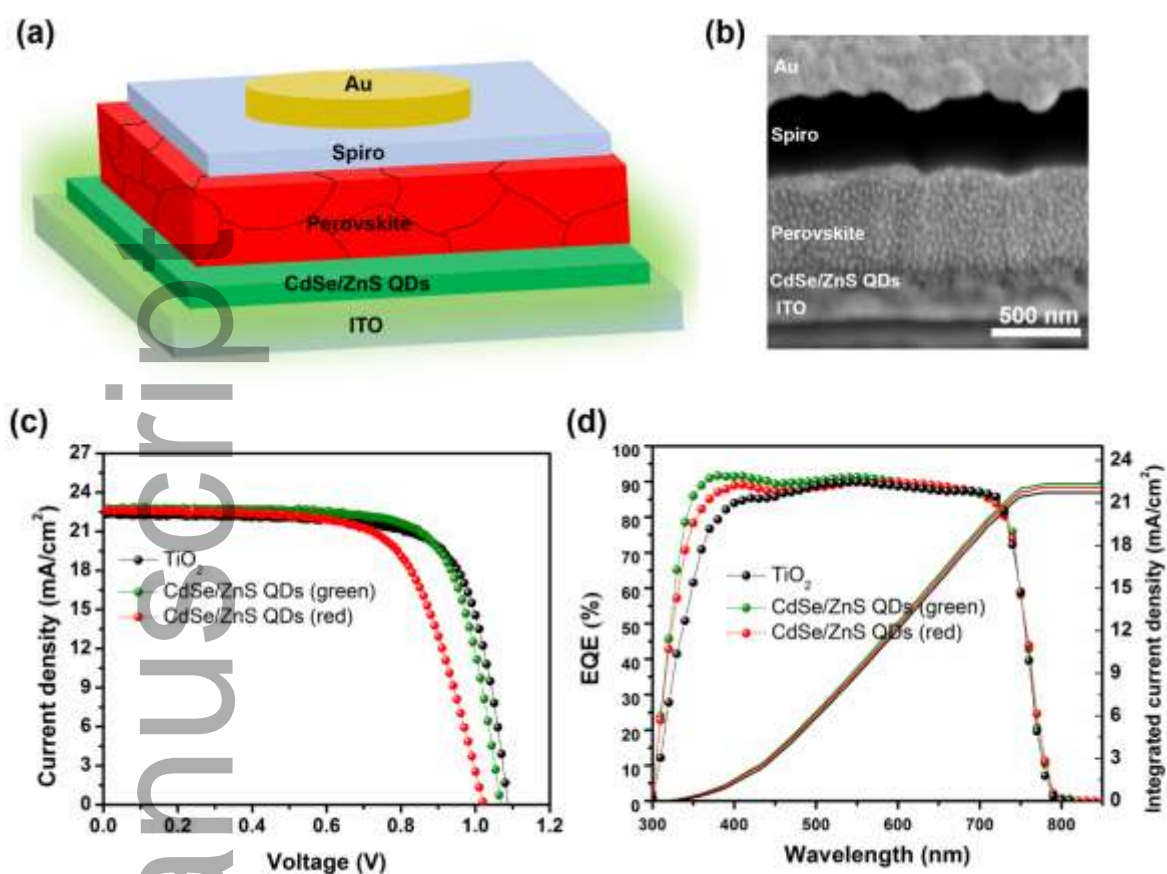 (a)
Au
Spiro
Perovskite
CdSe/ZnS QDs
ITO
(b)
Au
Spiro
Perovskite
CdSe/ZnS QDs
ITO
500 nm
(c)
Current density (mA/cm²)
27
24
21
18
15
12
9
6
3
0
TiO₂
CdSe/ZnS QDs (green)
CdSe/ZnS QDs (red)
0.0 0.2 0.4 0.6 0.8 1.0 1.2
Voltage (V)
(d)
EQE (%)
100
90
80
70
60
50
40
30
20
10
0
TiO₂
CdSe/ZnS QDs (green)
CdSe/ZnS QDs (red)
300 400 500 600 700 800
Wavelength (nm)
24
21
18
15
12
9
6
3
0
Integrated current density (mA/cm²)
anuscript